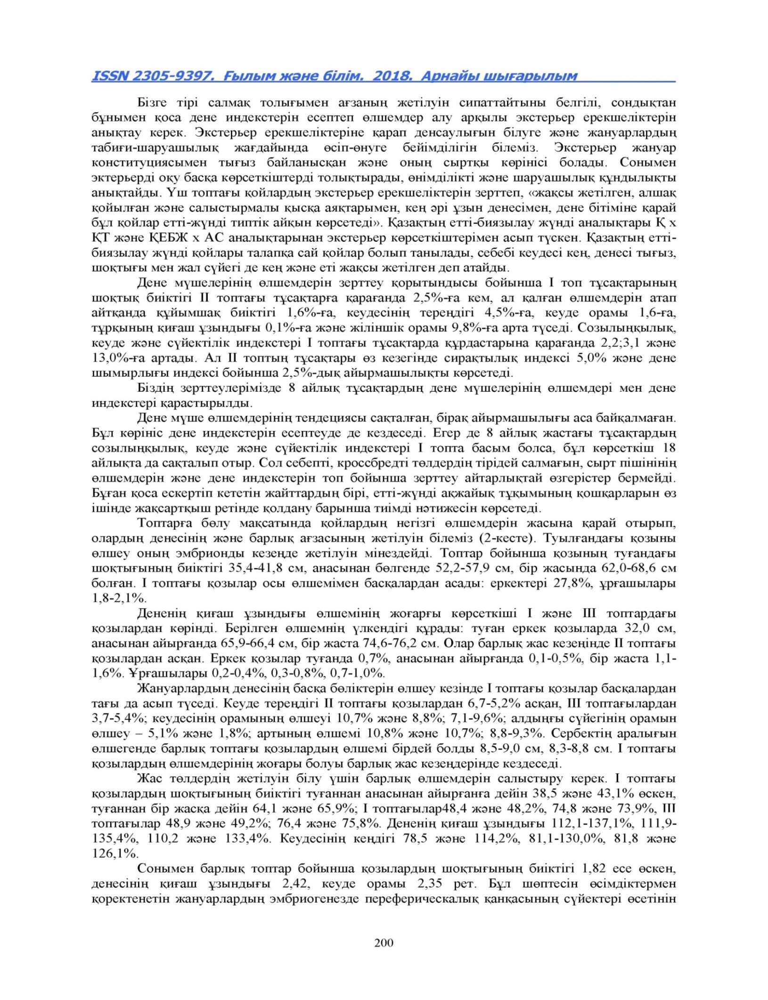 ISSN 2305-9397. Ғылым және білім. 2018. Арнайы шығарылым
Бізге тірі салмақ толығымен ағзаның жетілуін сипаттайтыны белгілі, сондықтан
бұнымен қоса дене индекстерін есептеп өлшемдер алу арқылы экстерьер ерекшеліктерін
анықтау керек. Экстерьер ерекшеліктеріне қарап денсаулығын білуге және жануарлардың
табиғи-шаруашылық жағдайында өсіп-өнуге бейімділігін білеміз. Экстерьер жануар
конституциясымен тығыз байланысқан және оның сыртқы көрінісі болады. Сонымен
эктерьерді оқу басқа көрсеткіштерді толықтырады, өнімділікті және шаруашылық құндылықты
анықтайды. Үш топтағы қойлардың экстерьер ерекшеліктерін зерттеп, «жақсы жетілген, алшақ
қойылған және салыстырмалы қысқа аяқтарымен, кең әрі ұзын денесімен, дене бітіміне қарай
бұл қойлар етті-жүнді типтік айқын көрсетеді». Қазақтың етті-биязылау жүнді аналықтары Қ х
ҚТ және ҚЕБЖ х АС аналықтарынан экстерьер көрсеткіштерімен асып түскен. Қазақтың етті-
биязылау жүнді қойлары талапқа сай қойлар болып танылады, себебі кеудесі кең, денесі тығыз,
шоқтығы мен жал сүйегі де кең және еті жақсы жетілген деп атайды.
Дене мүшелерінің өлшемдерін зерттеу қорытындысы бойынша І топ тұсақтарының
шоқтық биіктігі ІІ топтағы тұсақтарға қарағанда 2,5%-ға кем, ал қалған өлшемдерін атап
айтқанда құйымшақ биіктігі 1,6%-ға, кеудесінің тереңдігі 4,5%-ға, кеуде орамы 1,6-ға,
тұрқының қиғаш ұзындығы 0,1%-ға және жіліншік орамы 9,8%-ға арта түседі. Созылыңқылық,
кеуде және сүйектілік индекстері І топтағы тұсақтарда құрдастарына қарағанда 2,2;3,1 және
13,0%-ға артады. Ал ІІ топтың тұсақтары өз кезегінде сирақтылық индексі 5,0% және дене
шымырлығы индексі бойынша 2,5%-дық айырмашылықты көрсетеді.
Біздің зерттеулерімізде 8 айлық тұсақтардың дене мүшелерінің өлшемдері мен дене
индекстері қарастырылды.
Дене мүше өлшемдерінің тендециясы сақталған, бірақ айырмашылығы аса байқалмаған.
Бұл көрініс дене индекстерін есептеуде де кездеседі. Егер де 8 айлық жастағы тұсақтардың
созылыңқылық, кеуде және сүйектілік индекстері І топта басым болса, бұл көрсеткіш 18
айлықта да сақталып отыр. Сол себепті, кроссбредті төлдердің тірідей салмағын, сырт пішінінің
өлшемдерін және дене индекстерін топ бойынша зерттеу айтарлықтай өзгерістер бермейді.
Бұған қоса ескертіп кететін жайттардың бірі, етті-жүнді ақжайық тұқымының қошқарларын өз
ішінде жақсартқыш ретінде қолдану барынша тиімді нәтижесін көрсетеді.
Топтарға бөлу мақсатында қойлардың негізгі өлшемдерін жасына қарай отырып,
олардың денесінің және барлық ағзасының жетілуін білеміз (2-кесте). Туылғандағы қозыны
өлшеу оның эмбрионды кезеңде жетілуін мінездейді. Топтар бойынша қозының туғандағы
шоқтығының биіктігі 35,4-41,8 см, анасынан бөлгенде 52,2-57,9 см, бір жасында 62,0-68,6 см
болған. І топтағы қозылар осы өлшемімен басқалардан асады: еркектері 27,8%, ұрғашылары
1,8-2,1%.
Дененің қиғаш ұзындығы өлшемінің жоғарғы көрсеткіші І және ІІІ топтардағы
қозылардан көрінді. Берілген өлшемнің үлкендігі құрады: туған еркек қозыларда 32,0 см,
анасынан айырғанда 65,9-66,4 см, бір жаста 74,6-76,2 см. Олар барлық жас кезеңінде ІІ топтағы
қозылардан асқан. Еркек қозылар туғанда 0,7%, анасынан айырғанда 0,1-0,5%, бір жаста 1,1-
1,6%. Ұрғашылары 0,2-0,4%, 0,3-0,8%, 0,7-1,0%.
Жануарлардың денесінің басқа бөліктерін өлшеу кезінде І топтағы қозылар басқалардан
тағы да асып түседі. Кеуде тереңдігі ІІ топтағы қозылардан 6,7-5,2% асқан, ІІІ топтағылардан
3,7-5,4%; кеудесінің орамының өлшеуі 10,7% және 8,8%; 7,1-9,6%; алдыңғы сүйегінің орамын
өлшеу – 5,1% және 1,8%; артының өлшемі 10,8% және 10,7%; 8,8-9,3%. Сербектің аралығын
өлшегенде барлық топтағы қозылардың өлшемі бірдей болды 8,5-9,0 см, 8,3-8,8 см. І топтағы
қозылардың өлшемдерінің жоғары болуы барлық жас кезеңдерінде кездеседі.
Жас төлдердің жетілуін білу үшін барлық өлшемдерін салыстыру керек. І топтағы
қозылардың шоқтығының биіктігі туғаннан анасынан айырғанға дейін 38,5 және 43,1% өскен,
туғаннан бір жасқа дейін 64,1 және 65,9%; І топтағылар48,4 және 48,2%, 74,8 және 73,9%, ІІІ
топтағылар 48,9 және 49,2%; 76,4 және 75,8%. Дененің қиғаш ұзындығы 112,1-137,1%, 111,9-
135,4%, 110,2 және 133,4%. Кеудесінің кеңдігі 78,5 және 114,2%, 81,1-130,0%, 81,8 және
126,1%.
Сонымен барлық топтар бойынша қозылардың шоқтығының биіктігі 1,82 есе өскен,
денесінің қиғаш ұзындығы 2,42, кеуде орамы 2,35 рет. Бұл шөптесін өсімдіктермен
қоректенетін жануарлардың эмбриогенезде переферическалық қанқасының сүйектері өсетінін
200